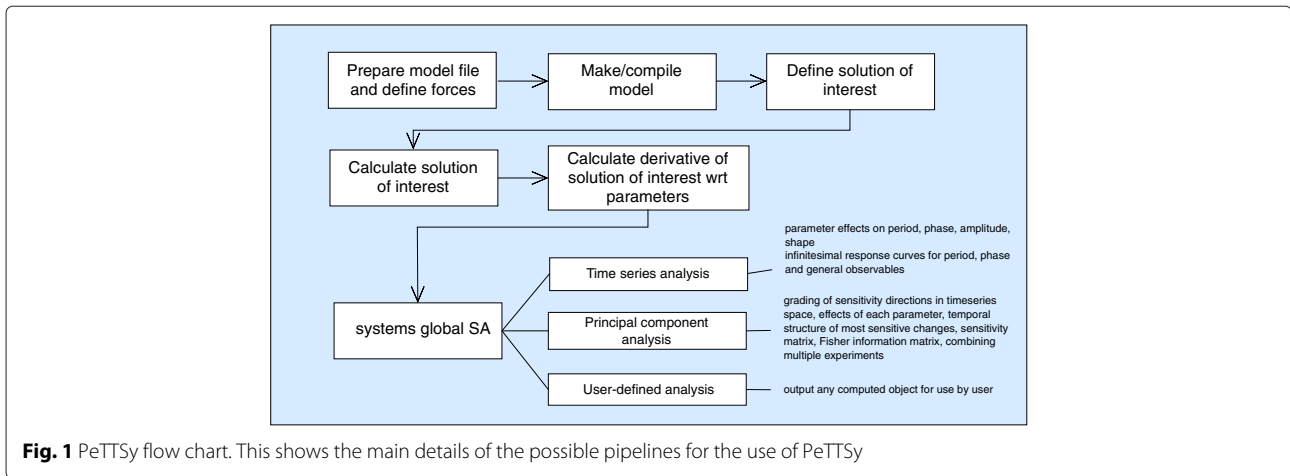 Prepare model file
and define forces
Make/compile
model
Define solution of
interest
Calculate solution
of interest
Calculate derivative of
solution of interest wrt
parameters
systems global SA
Time series analysis
parameter effects on period, phase, amplitude,
shape
infinitesimal response curves for period, phase
and general observables
Principal component
analysis
grading of sensitivity directions in timeseries
space, effects of each parameter, temporal
structure of most sensitive changes, sensitivity
matrix, Fisher information matrix, combining
multiple experiments
User-defined analysis
output any computed object for use by user
Fig. 1 PeTTSy flow chart. This shows the main details of the possible pipelines for the use of PeTTSy